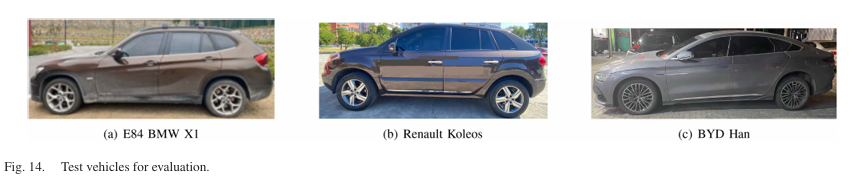 (a) E84 BMW X1
(b) Renault Koleos
(c) BYD Han
Fig. 14. Test vehicles for evaluation.